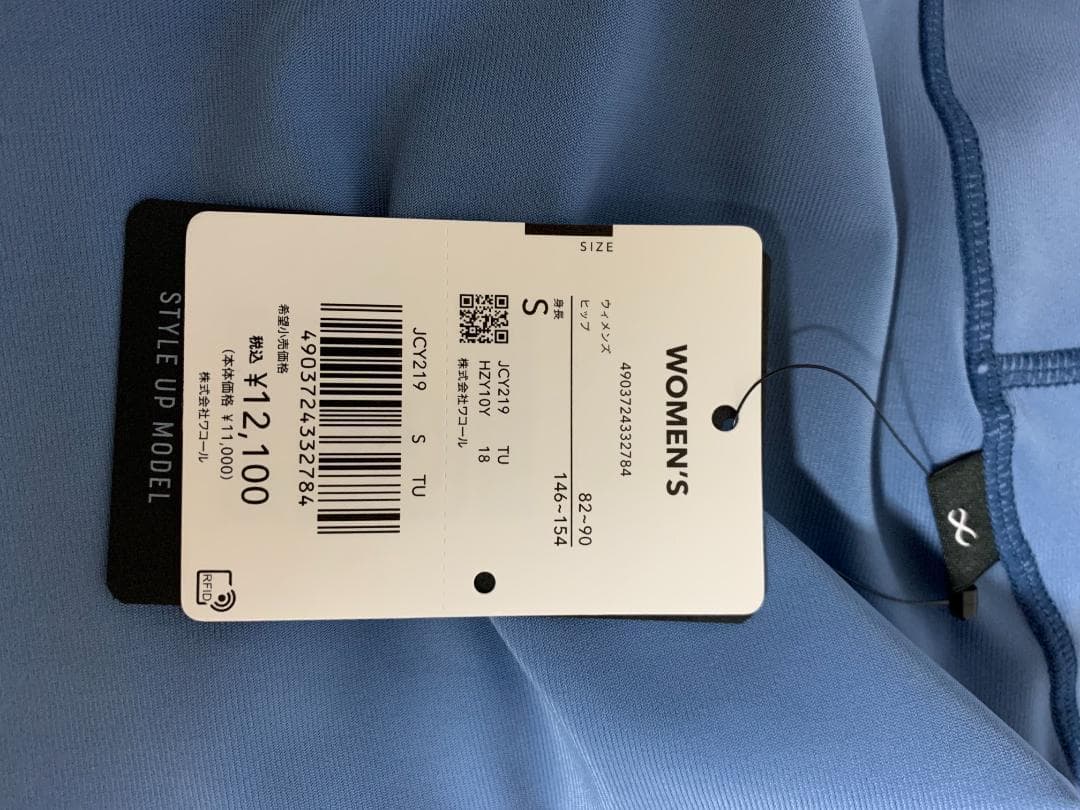 WOMEN'S
4903724332784
ウィメンズ
SIZE
ヒップ 82~90
身長 146~154
S
JCY219 TU
HZY10Y 18
株式会社ワコール
JCY219 S TU
4903724332784
希望小売価格
税込 ¥12,100
(本体価格 ¥11,000)
株式会社ワコール
RFID
STYLE UP MODEL